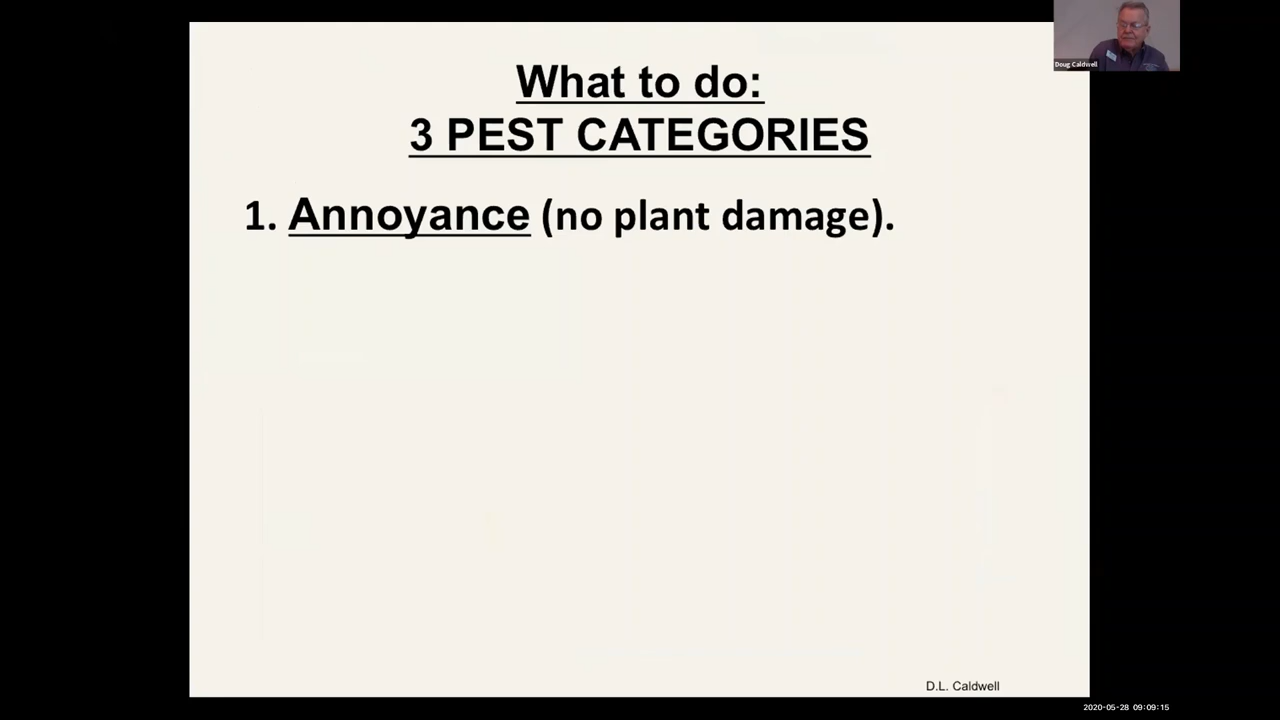 Doug Caldwell
What to do:
3 PEST CATEGORIES
1. Annoyance (no plant damage).
D.L. Caldwell
2020-05-28 09:09:15